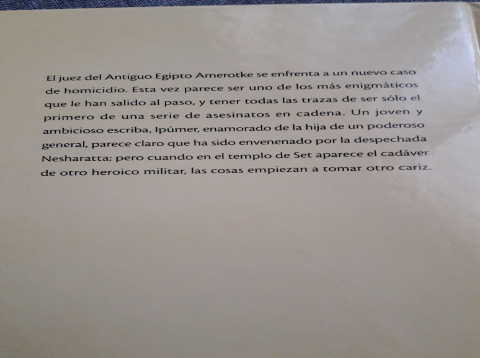 El juez del Antiguo Egipto Amerotke se enfrenta a un nuevo caso
de homicidio. Esta vez parece ser uno de los más enigmáticos
que le han salido al paso, y tener todas las trazas de ser sólo el
primero de una serie de asesinatos en cadena. Un joven y
ambicioso escriba, Ipúmer, enamorado de la hija de un poderoso
general, parece claro que ha sido envenenado por la despechada
Nesharatta; pero cuando en el templo de Set aparece el cadáver
de otro heroico militar, las cosas empiezan a tomar otro cariz.